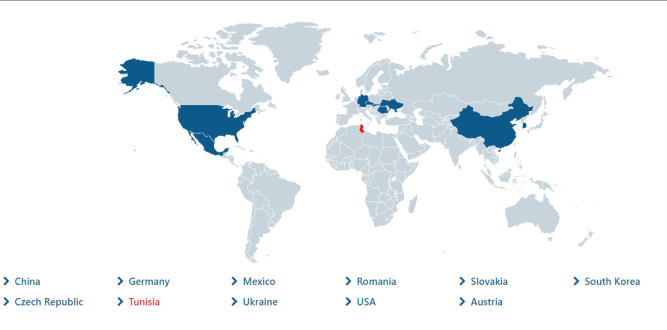 China Germany Mexico Romania Slovakia South Korea
Czech Republic Tunisia Ukraine USA Austria